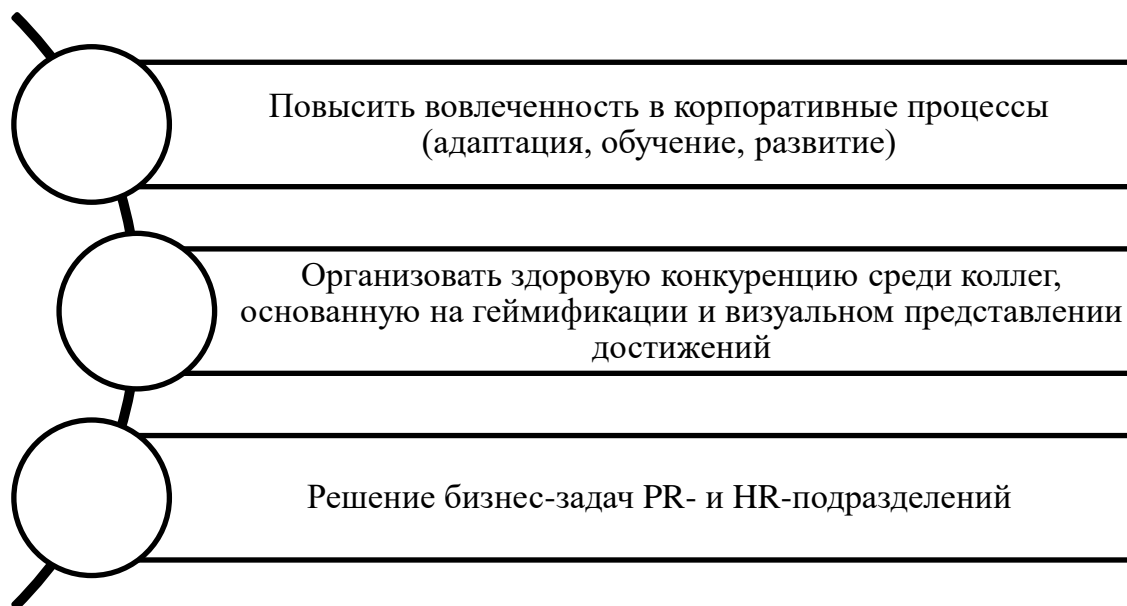 Повысить вовлеченность в корпоративные процессы
(адаптация, обучение, развитие)
Организовать здоровую конкуренцию среди коллег,
основанную на геймификации и визуальном представлении
достижений
Решение бизнес-задач PR- и HR-подразделений